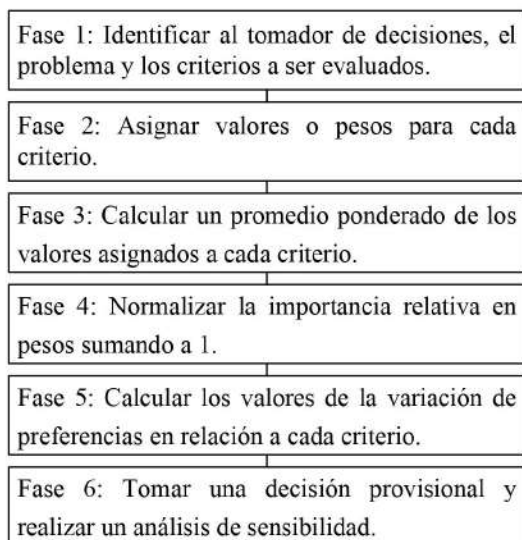 Fase 1: Identificar al tomador de decisiones, el
problema y los criterios a ser evaluados.
Fase 2: Asignar valores o pesos para cada
criterio.
Fase 3: Calcular un promedio ponderado de los
valores asignados a cada criterio.
Fase 4: Normalizar la importancia relativa en
pesos sumando a 1.
Fase 5: Calcular los valores de la variación de
preferencias en relación a cada criterio.
Fase 6: Tomar una decisión provisional y
realizar un análisis de sensibilidad.